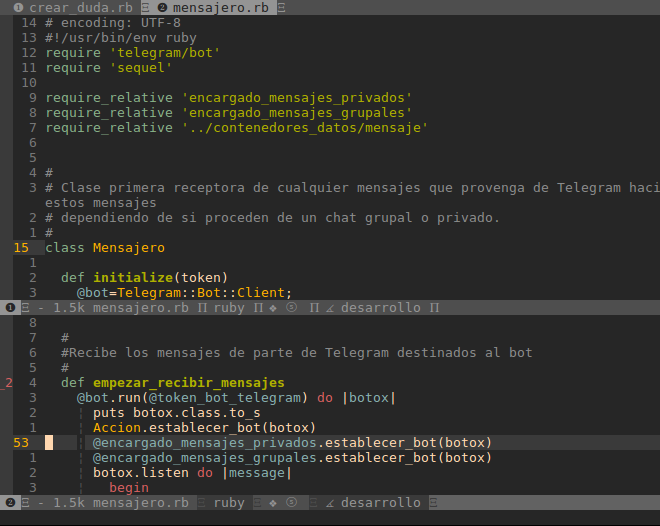 ❶ crear_duda.rb ❷ mensajero.rb
14 # encoding: UTF-8
13 #!/usr/bin/env ruby
12 require 'telegram/bot'
11 require 'sequel'
10
9 require_relative 'encargado_mensajes_privados'
8 require_relative 'encargado_mensajes_grupales'
7 require_relative '../contenedores_datos/mensaje'
6
5
4 #
3 # Clase primera receptora de cualquier mensajes que provenga de Telegram haci
estos mensajes
2 # dependiendo de si proceden de un chat grupal o privado.
1 #
15 class Mensajero
1
2 def initialize(token)
3 @bot=Telegram::Bot::Client;
❶ - 1.5k mensajero.rb ruby ❖ ⓢ desarrollo
8
7 #
6 #Recibe los mensajes de parte de Telegram destinados al bot
5 #
_2 4 def empezar_recibir_mensajes
3 @bot.run(@token_bot_telegram) do |botox|
2 puts botox.class.to_s
1 Accion.establecer_bot(botox)
53 @encargado_mensajes_privados.establecer_bot(botox)
1 @encargado_mensajes_grupales.establecer_bot(botox)
2 botox.listen do |message|
3 begin
❷ - 1.5k mensajero.rb ruby ❖ ⓢ desarrollo